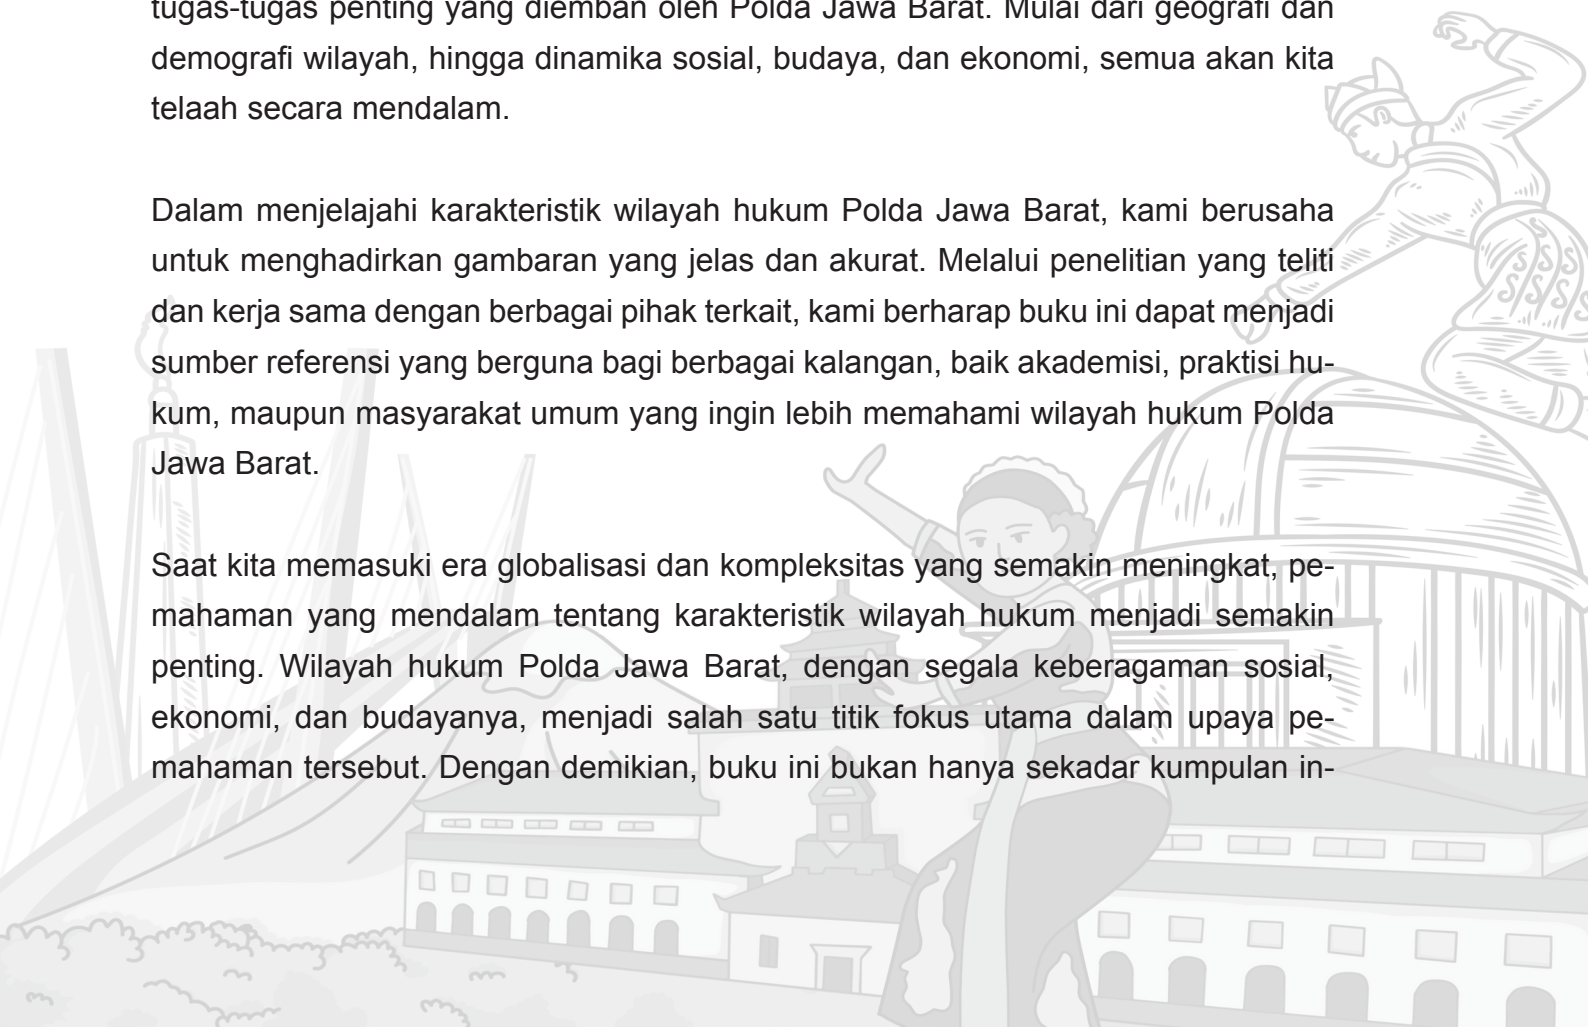 tugas-tugas penting yang diemban oleh Polda Jawa Barat. Mulai dari geografi dan
demografi wilayah, hingga dinamika sosial, budaya, dan ekonomi, semua akan kita
telaah secara mendalam.
Dalam menjelajahi karakteristik wilayah hukum Polda Jawa Barat, kami berusaha
untuk menghadirkan gambaran yang jelas dan akurat. Melalui penelitian yang teliti
dan kerja sama dengan berbagai pihak terkait, kami berharap buku ini dapat menjadi
sumber referensi yang berguna bagi berbagai kalangan, baik akademisi, praktisi hu-
kum, maupun masyarakat umum yang ingin lebih memahami wilayah hukum Polda
Jawa Barat.
Saat kita memasuki era globalisasi dan kompleksitas yang semakin meningkat, pe-
mahaman yang mendalam tentang karakteristik wilayah hukum menjadi semakin
penting. Wilayah hukum Polda Jawa Barat, dengan segala keberagaman sosial,
ekonomi, dan budayanya, menjadi salah satu titik fokus utama dalam upaya pe-
mahaman tersebut. Dengan demikian, buku ini bukan hanya sekadar kumpulan in-